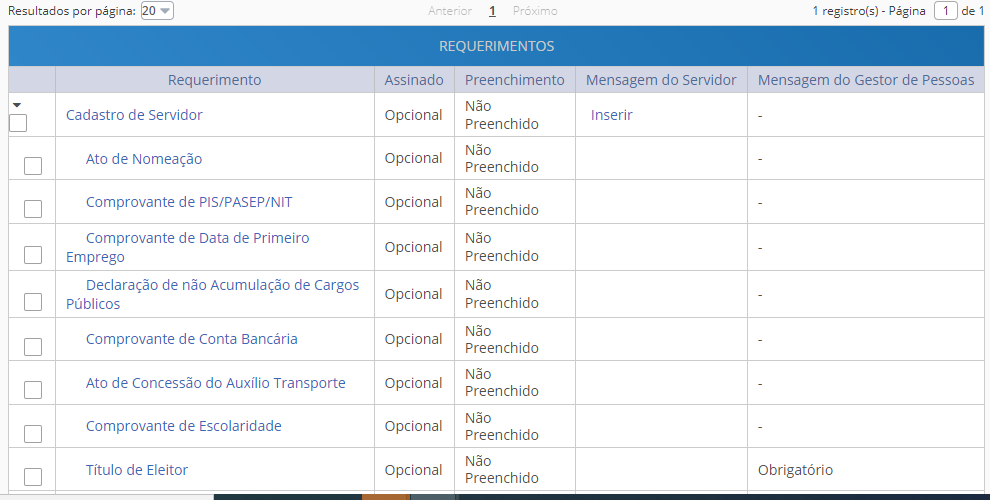 Resultados por página: 20 Anterior 1 Próximo 1 registro(s) - Página 1 de 1
REQUERIMENTOS
Requerimento Assinado Preenchimento Mensagem do Servidor Mensagem do Gestor de Pessoas
Cadastro de Servidor Opcional Não Preenchido Inserir -
Ato de Nomeação Opcional Não Preenchido -
Comprovante de PIS/PASEP/NIT Opcional Não Preenchido -
Comprovante de Data de Primeiro Emprego Opcional Não Preenchido -
Declaração de não Acumulação de Cargos Públicos Opcional Não Preenchido -
Comprovante de Conta Bancária Opcional Não Preenchido -
Ato de Concessão do Auxílio Transporte Opcional Não Preenchido -
Comprovante de Escolaridade Opcional Não Preenchido -
Título de Eleitor Opcional Não Preenchido Obrigatório